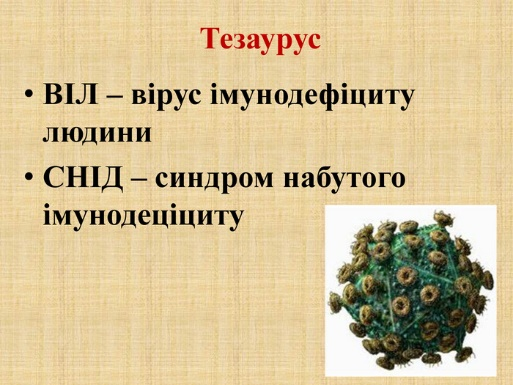 Тезаурус
• ВІЛ – вірус імунодефіциту
людини
• СНІД – синдром набутого
імунодеціциту